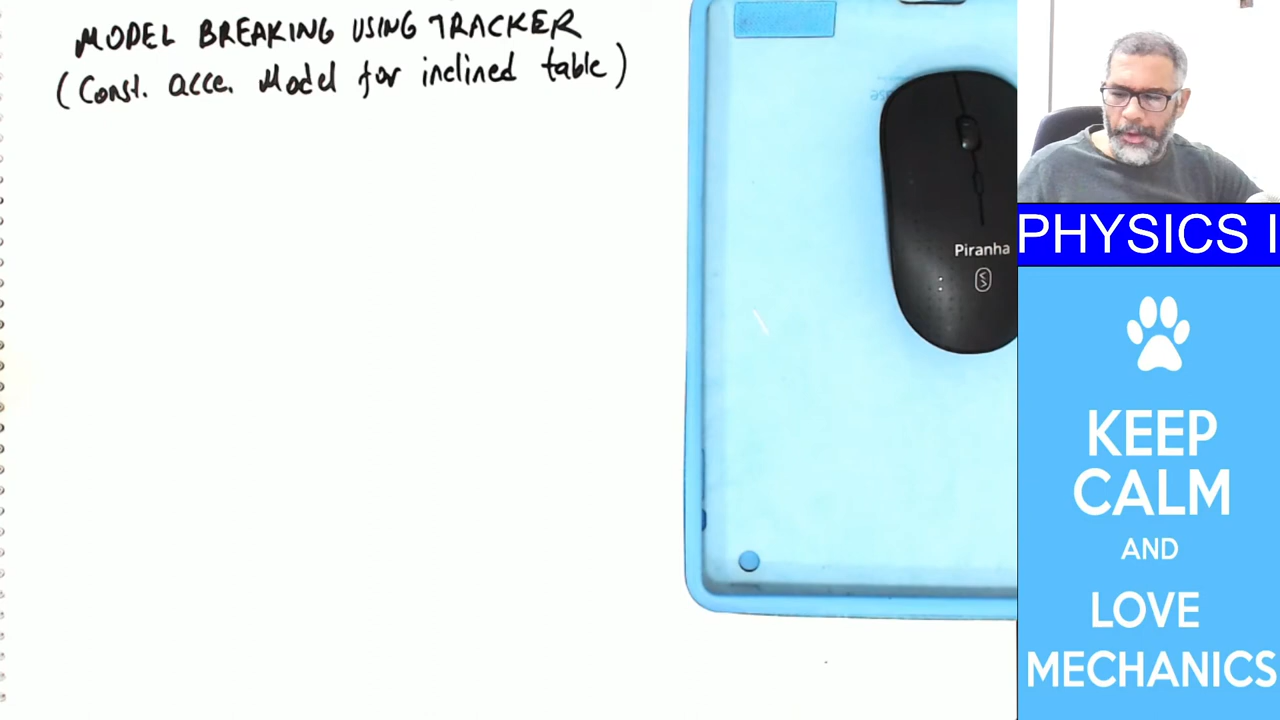 MODEL BREAKING USING TRACKER
(Const. acce. Model for inclined table)
Piranha
PHYSICS I
KEEP
CALM
AND
LOVE
MECHANICS